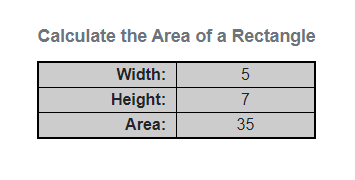 Calculate the Area of a Rectangle
Width: 5
Height: 7
Area: 35